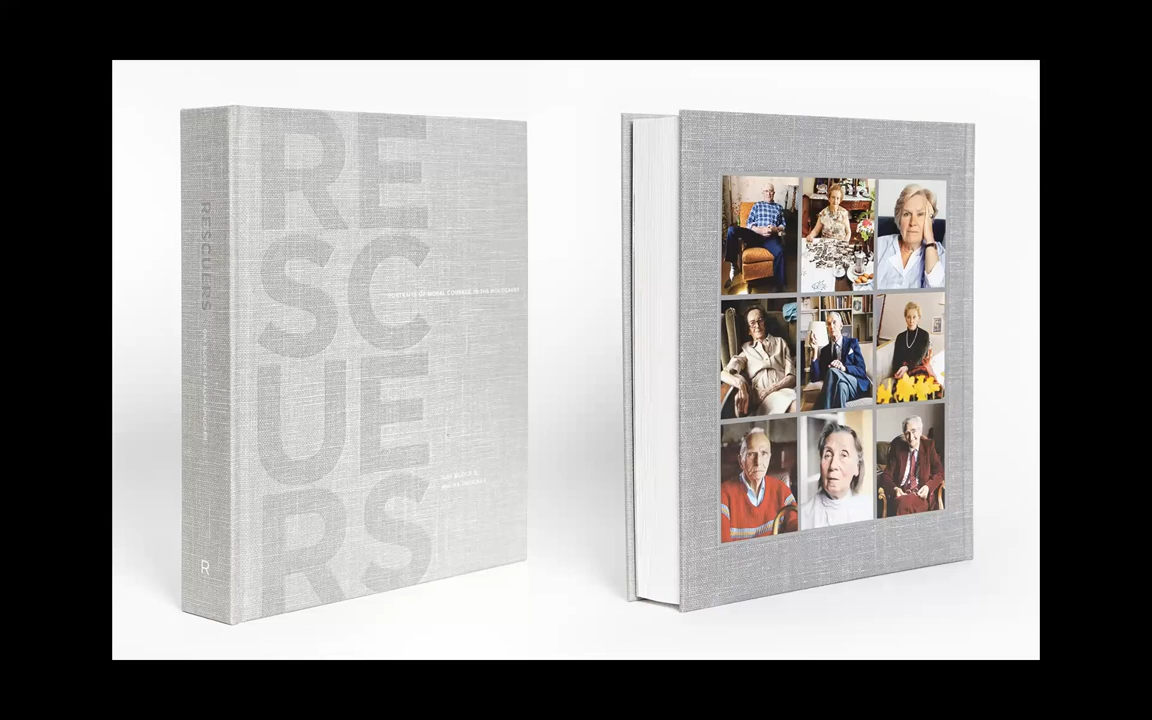 RE
SC
UE
RS
PORTRAITS OF MORAL COURAGE IN THE HOLOCAUST
RESCUERS
R